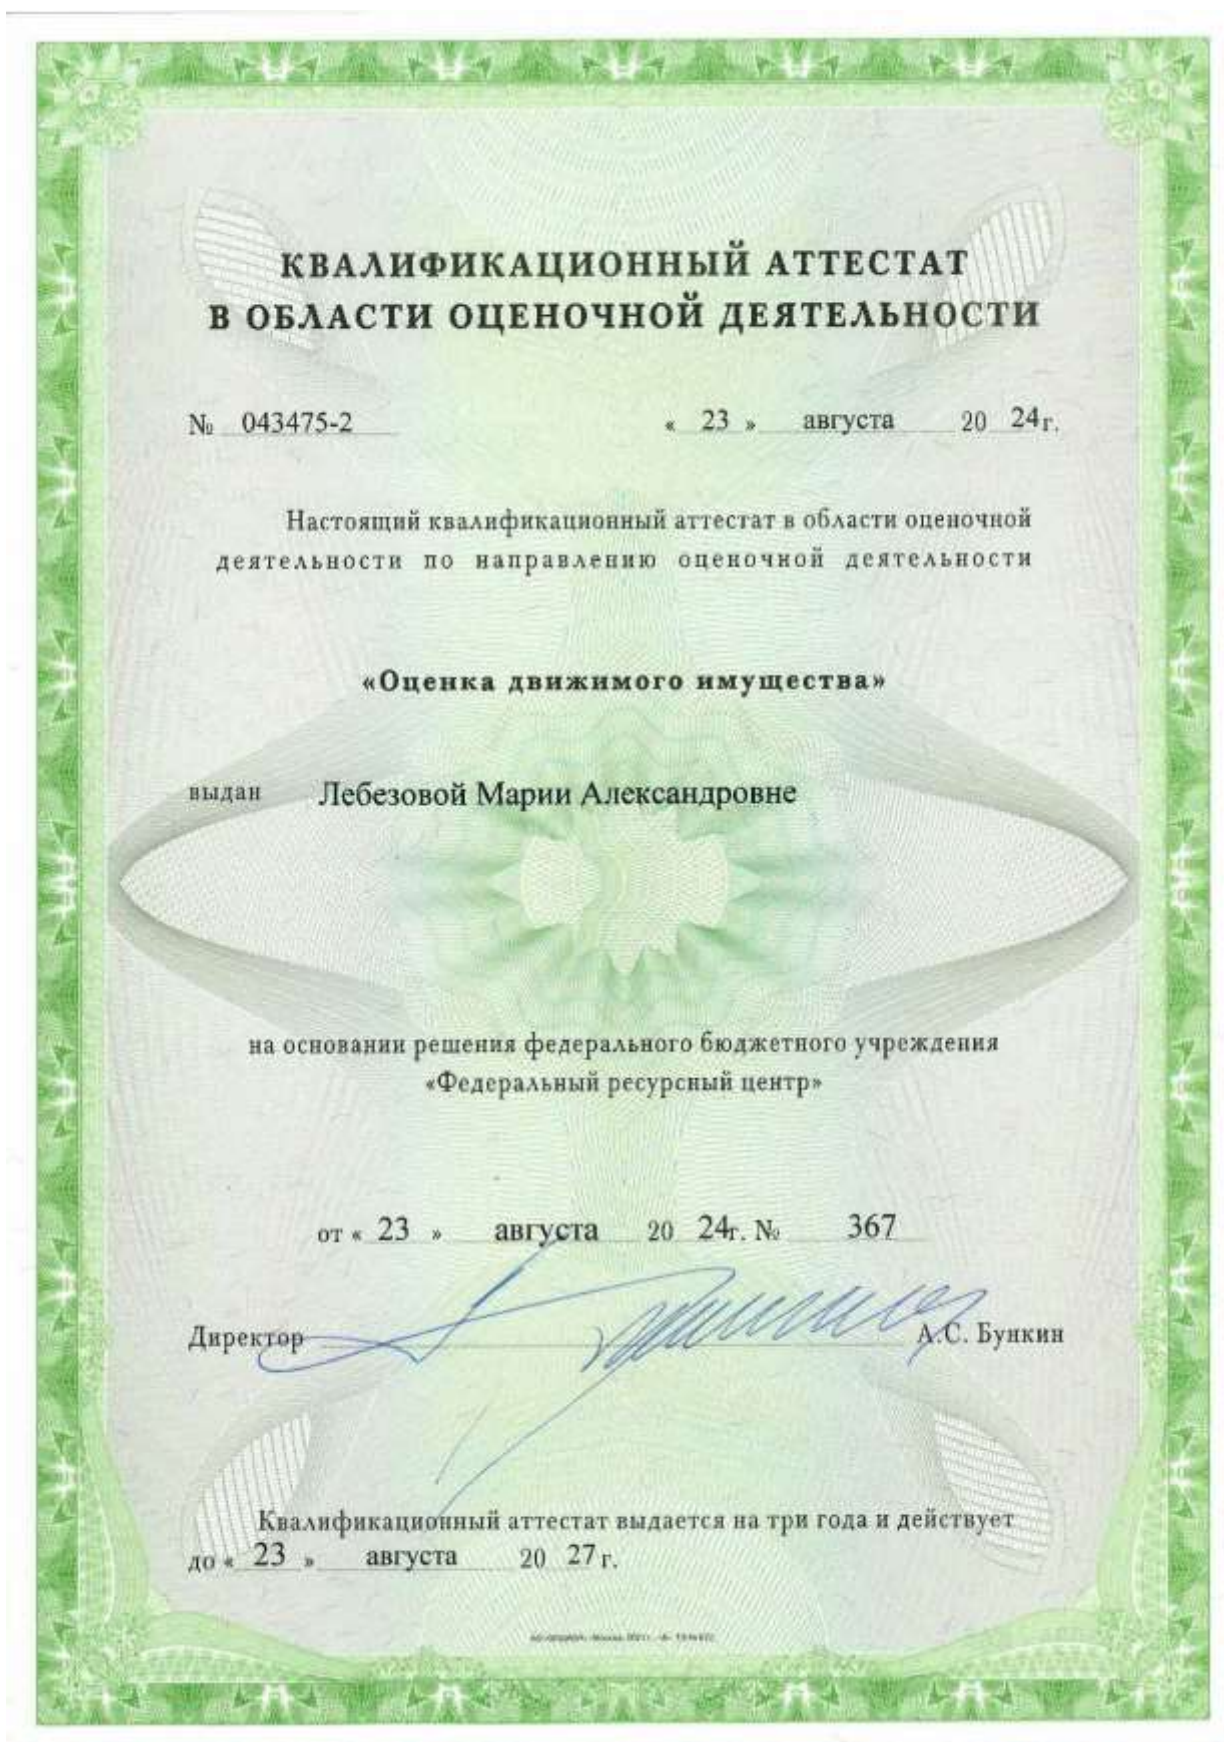 КВАЛИФИКАЦИОННЫЙ АТТЕСТАТ
В ОБЛАСТИ ОЦЕНОЧНОЙ ДЕЯТЕЛЬНОСТИ
№ 043475-2 « 23 » августа 20 24 г.
Настоящий квалификационный аттестат в области оценочной
деятельности по направлению оценочной деятельности
«Оценка движимого имущества»
выдан Лебезовой Марии Александровне
на основании решения федерального бюджетного учреждения
«Федеральный ресурсный центр»
от « 23 » августа 20 24г. № 367
Директор А.С. Бункин
Квалификационный аттестат выдается на три года и действует
до « 23 » августа 20 27 г.